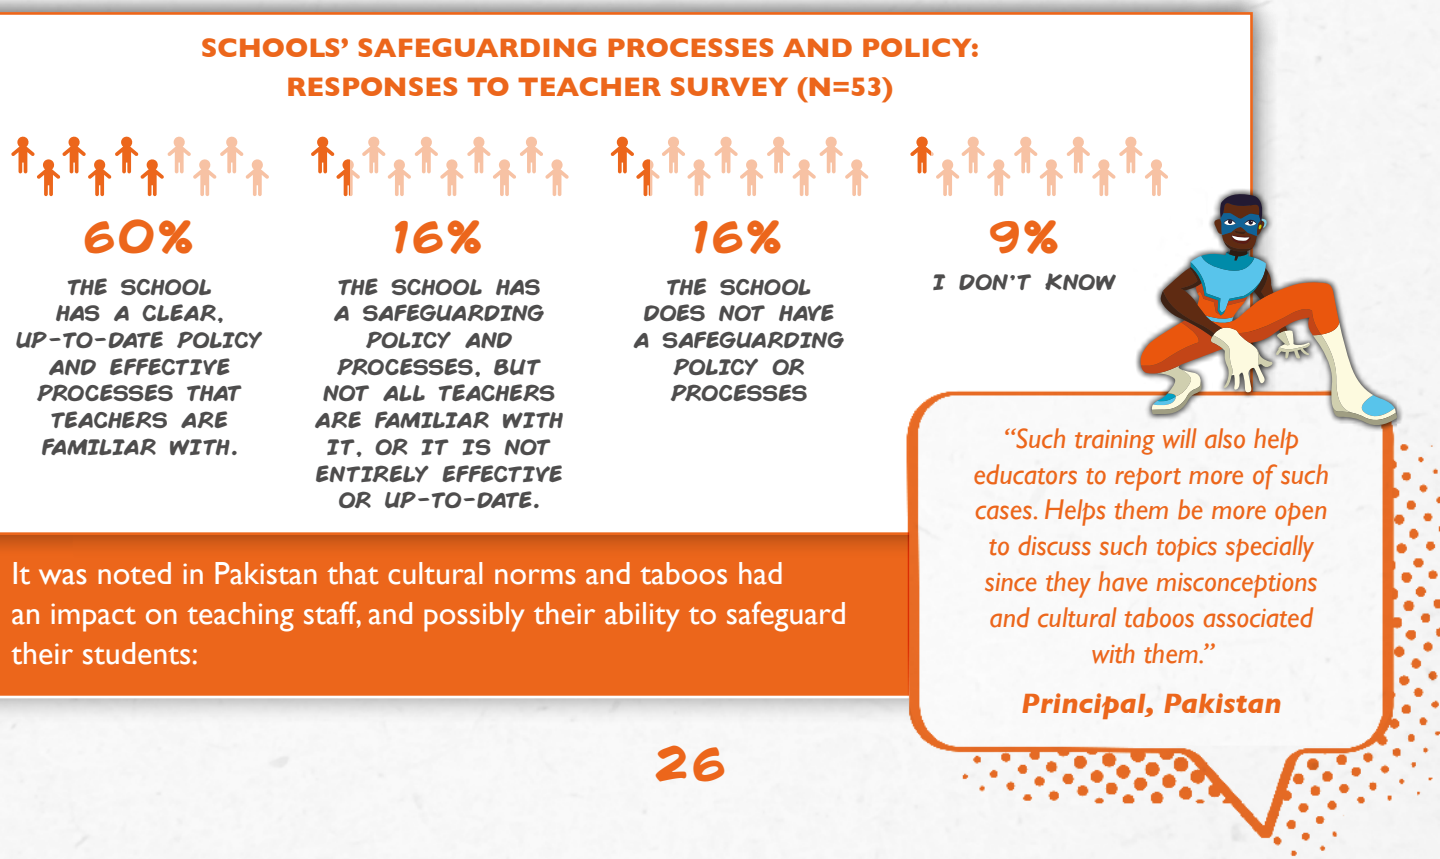 SCHOOLS’ SAFEGUARDING PROCESSES AND POLICY:
RESPONSES TO TEACHER SURVEY (N=53)
60%
THE SCHOOL
HAS A CLEAR,
UP-TO-DATE POLICY
AND EFFECTIVE
PROCESSES THAT
TEACHERS ARE
FAMILIAR WITH.
16%
THE SCHOOL HAS
A SAFEGUARDING
POLICY AND
PROCESSES, BUT
NOT ALL TEACHERS
ARE FAMILIAR WITH
IT, OR IT IS NOT
ENTIRELY EFFECTIVE
OR UP-TO-DATE.
16%
THE SCHOOL
DOES NOT HAVE
A SAFEGUARDING
POLICY OR
PROCESSES
9%
I DON’T KNOW
It was noted in Pakistan that cultural norms and taboos had
an impact on teaching staff, and possibly their ability to safeguard
their students:
“Such training will also help
educators to report more of such
cases. Helps them be more open
to discuss such topics specially
since they have misconceptions
and cultural taboos associated
with them.”
Principal, Pakistan
26